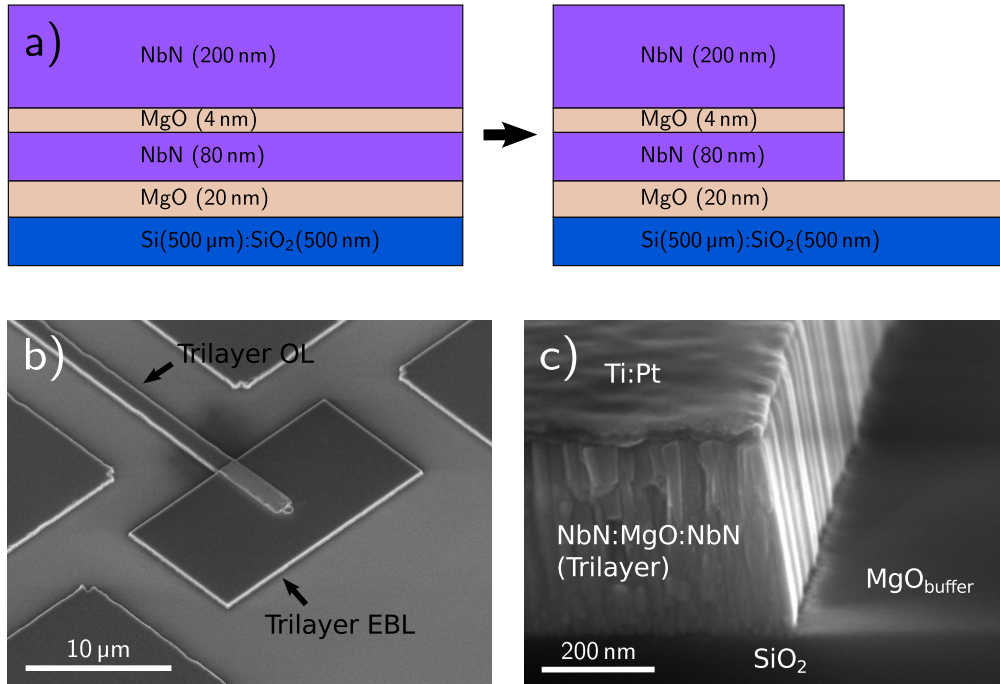 a)
NbN (200 nm)
MgO (4 nm)
NbN (80 nm)
MgO (20 nm)
Si(500 µm):SiO₂(500 nm)
NbN (200 nm)
MgO (4 nm)
NbN (80 nm)
MgO (20 nm)
Si(500 µm):SiO₂(500 nm)
b)
Trilayer OL
Trilayer EBL
10 µm
c)
Ti:Pt
NbN:MgO:NbN
(Trilayer)
MgO_buffer
200 nm
SiO₂